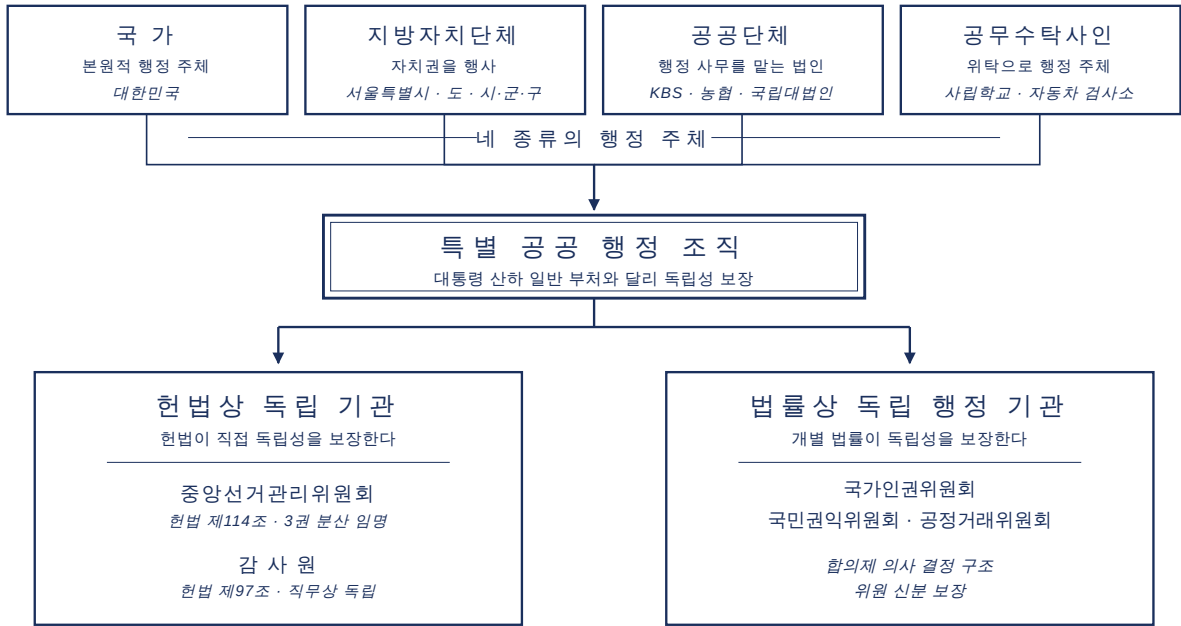 국 가
본원적 행정 주체
대한민국
지방자치단체
자치권을 행사
서울특별시 · 도 · 시·군·구
공공단체
행정 사무를 맡는 법인
KBS · 농협 · 국립대법인
공무수탁사인
위탁으로 행정 주체
사립학교 · 자동차 검사소
네 종류의 행정 주체
특별 공공 행정 조직
대통령 산하 일반 부처와 달리 독립성 보장
헌법상 독립 기관
헌법이 직접 독립성을 보장한다
중앙선거관리위원회
헌법 제114조 · 3권 분산 임명
감 사 원
헌법 제97조 · 직무상 독립
법률상 독립 행정 기관
개별 법률이 독립성을 보장한다
국가인권위원회
국민권익위원회 · 공정거래위원회
합의제 의사 결정 구조
위원 신분 보장